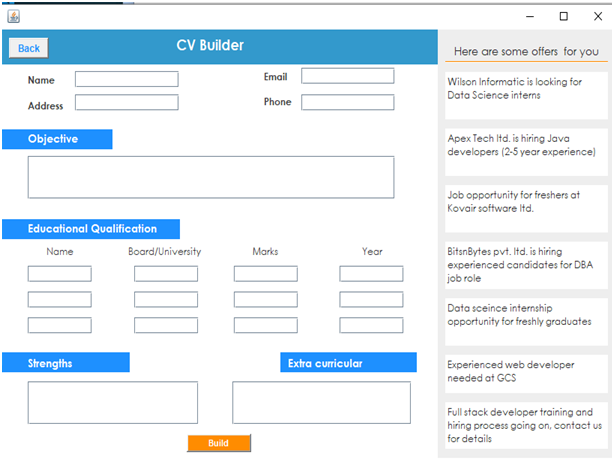 CV Builder
Back
Name
Email
Address
Phone
Objective
Educational Qualification
Name Board/University Marks Year
Strengths
Extra curricular
Build
Here are some offers for you
Wilson Informatic is looking for
Data Science interns
Apex Tech ltd. is hiring Java
developers (2-5 year experience)
Job opportunity for freshers at
Kovair software ltd.
BitsnBytes pvt. ltd. is hiring
experienced candidates for DBA
job role
Data sceince internship
opportunity for freshly graduates
Experienced web developer
needed at GCS
Full stack developer training and
hiring process going on, contact us
for details